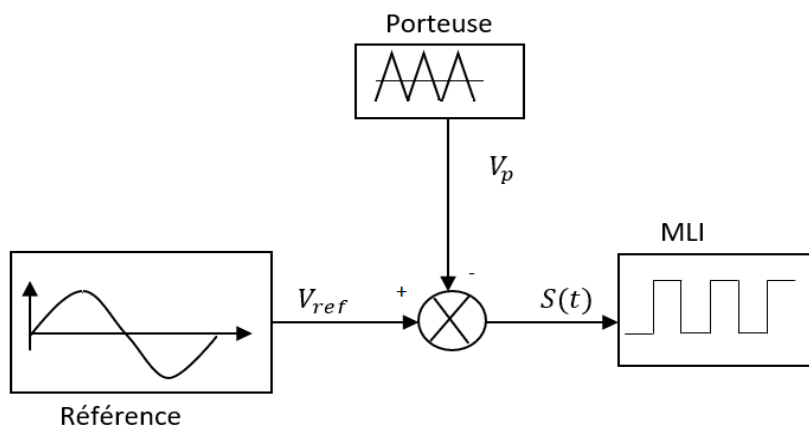 Porteuse
V_p
MLI
V_ref
+
-
S(t)
Référence